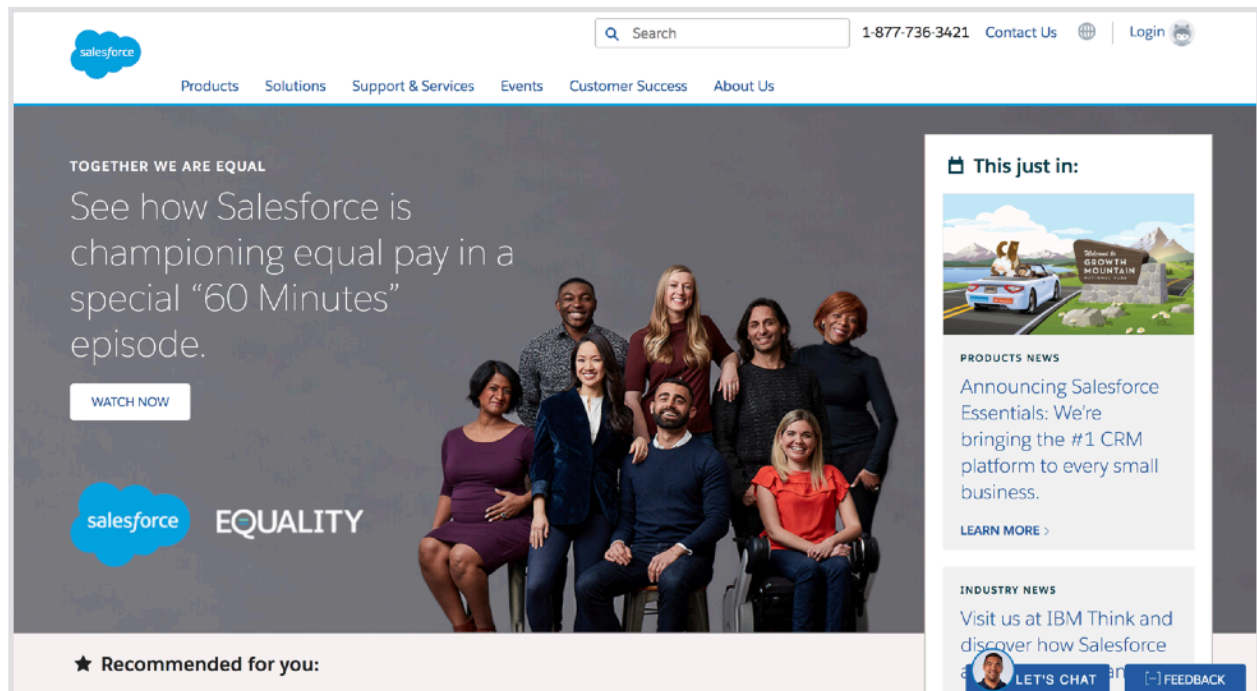 salesforce
Search
1-877-736-3421 Contact Us
Login
Products Solutions Support & Services Events Customer Success About Us
TOGETHER WE ARE EQUAL
See how Salesforce is
championing equal pay in a
special “60 Minutes”
episode.
WATCH NOW
salesforce EQUALITY
This just in:
Welcome to
GROWTH
MOUNTAIN
NATIONAL PARK
PRODUCTS NEWS
Announcing Salesforce
Essentials: We're
bringing the #1 CRM
platform to every small
business.
LEARN MORE >
INDUSTRY NEWS
Visit us at IBM Think and
discover how Salesforce
Recommended for you:
LET'S CHAT
[-] FEEDBACK